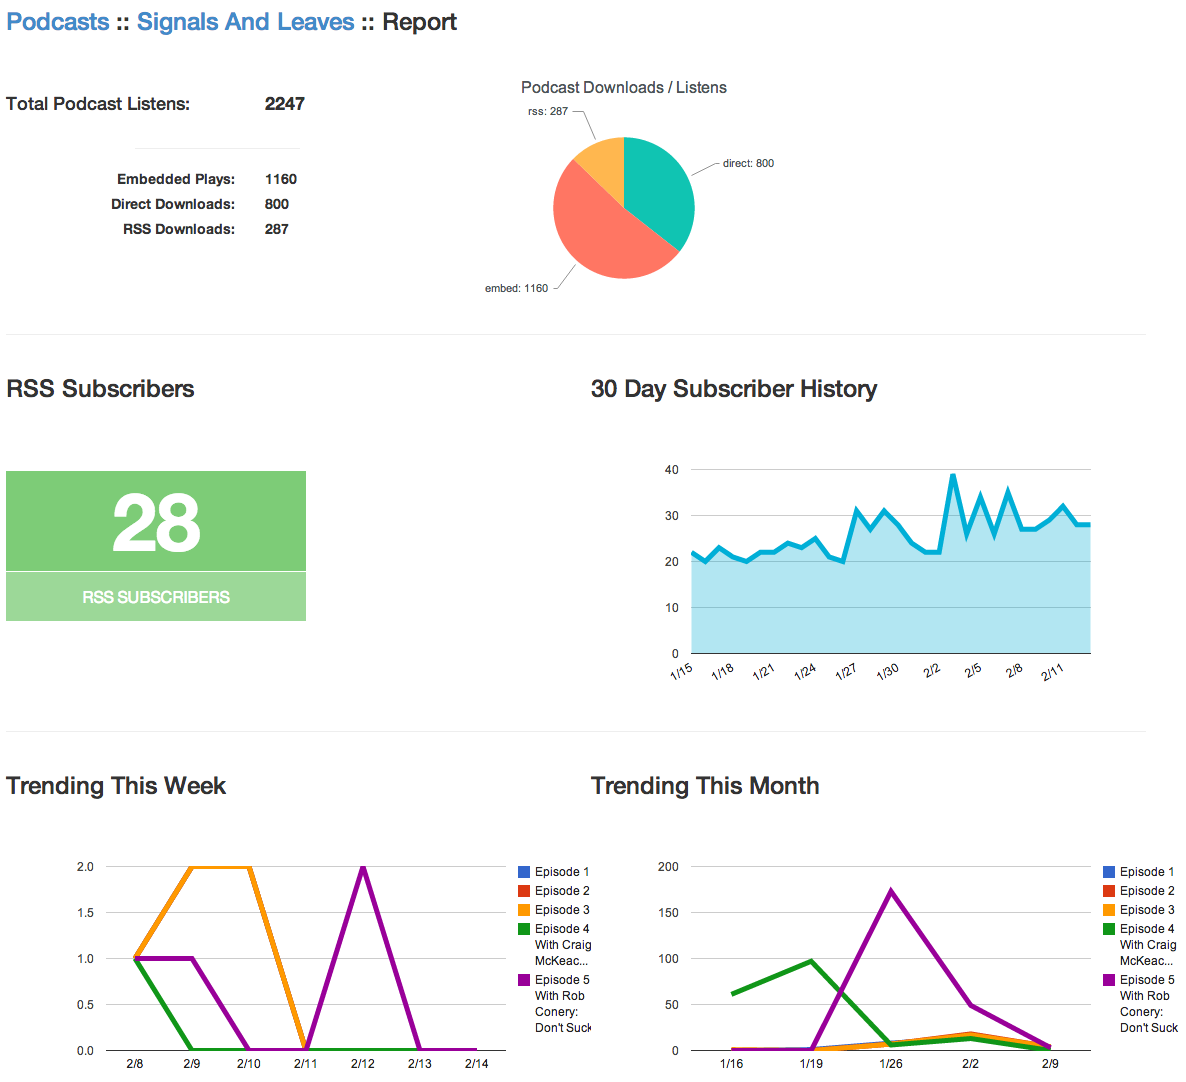 Podcasts :: Signals And Leaves :: Report
Total Podcast Listens: 2247
Embedded Plays: 1160
Direct Downloads: 800
RSS Downloads: 287
Podcast Downloads / Listens
rss: 287
direct: 800
embed: 1160
RSS Subscribers
28
RSS SUBSCRIBERS
30 Day Subscriber History
40
30
20
10
0
1/15 1/18 1/21 1/24 1/27 1/30 2/2 2/5 2/8 2/11
Trending This Week
2.0
1.5
1.0
0.5
0.0
2/8 2/9 2/10 2/11 2/12 2/13 2/14
Episode 1
Episode 2
Episode 3
Episode 4
With Craig
McKeac...
Episode 5
With Rob
Conery:
Don't Suck
Trending This Month
200
150
100
50
0
1/16 1/19 1/26 2/2 2/9
Episode 1
Episode 2
Episode 3
Episode 4
With Craig
McKeac...
Episode 5
With Rob
Conery:
Don't Suck